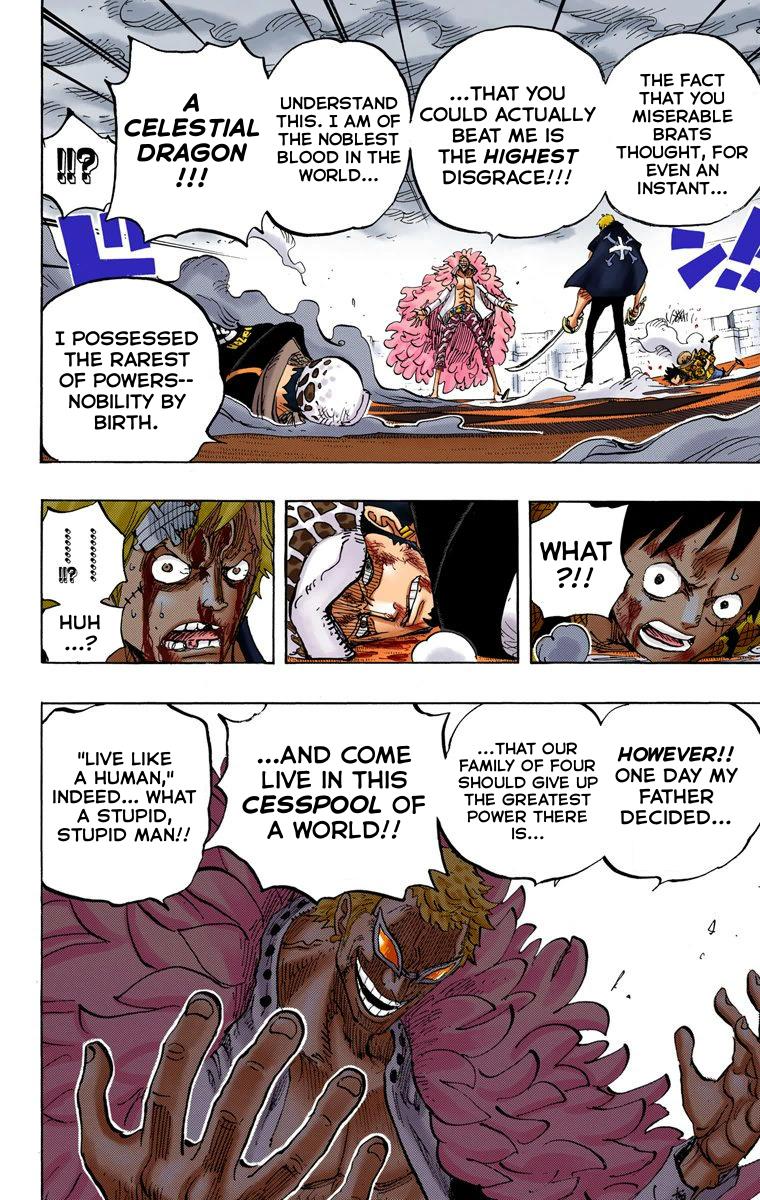 THE FACT
THAT YOU
MISERABLE
BRATS
THOUGHT, FOR
EVEN AN
INSTANT...
...THAT YOU
COULD ACTUALLY
BEAT ME IS
THE HIGHEST
DISGRACE!!!
UNDERSTAND
THIS. I AM OF
THE NOBLEST
BLOOD IN THE
WORLD...
A
CELESTIAL
DRAGON
!!!
!!?
ド
ン!!
I POSSESSED
THE RAREST
OF POWERS--
NOBILITY BY
BIRTH.
WHAT
?!!
!!?
HUH
...?
HOWEVER!!
ONE DAY MY
FATHER
DECIDED...
...THAT OUR
FAMILY OF FOUR
SHOULD GIVE UP
THE GREATEST
POWER THERE
IS...
...AND COME
LIVE IN THIS
CESSPOOL OF
A WORLD!!
"LIVE LIKE
A HUMAN,"
INDEED... WHAT
A STUPID,
STUPID MAN!!